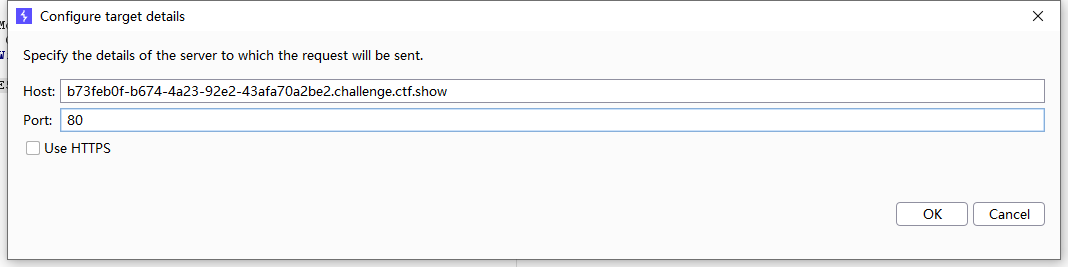 Configure target details
Specify the details of the server to which the request will be sent.
Host: b73feb0f-b674-4a23-92e2-43afa70a2be2.challenge.ctf.show
Port: 80
Use HTTPS
OK Cancel